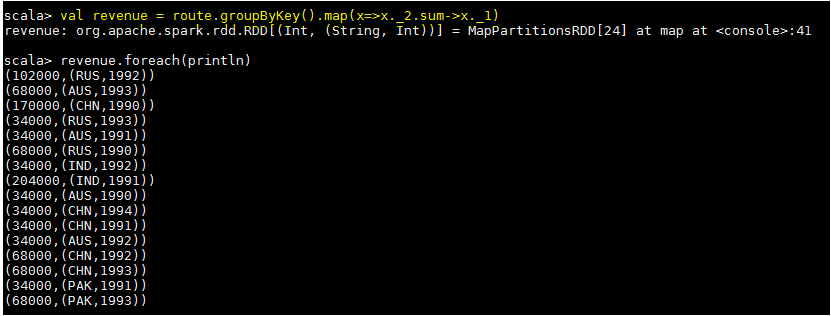 scala> val revenue = route.groupByKey().map(x=>x._2.sum->x._1)
revenue: org.apache.spark.rdd.RDD[(Int, (String, Int))] = MapPartitionsRDD[24] at map at <console>:41
scala> revenue.foreach(println)
(102000,(RUS,1992))
(68000,(AUS,1993))
(170000,(CHN,1990))
(34000,(RUS,1993))
(34000,(AUS,1991))
(68000,(RUS,1990))
(34000,(IND,1992))
(204000,(IND,1991))
(34000,(AUS,1990))
(34000,(CHN,1994))
(34000,(CHN,1991))
(34000,(AUS,1992))
(68000,(CHN,1992))
(68000,(CHN,1993))
(34000,(PAK,1991))
(68000,(PAK,1993))